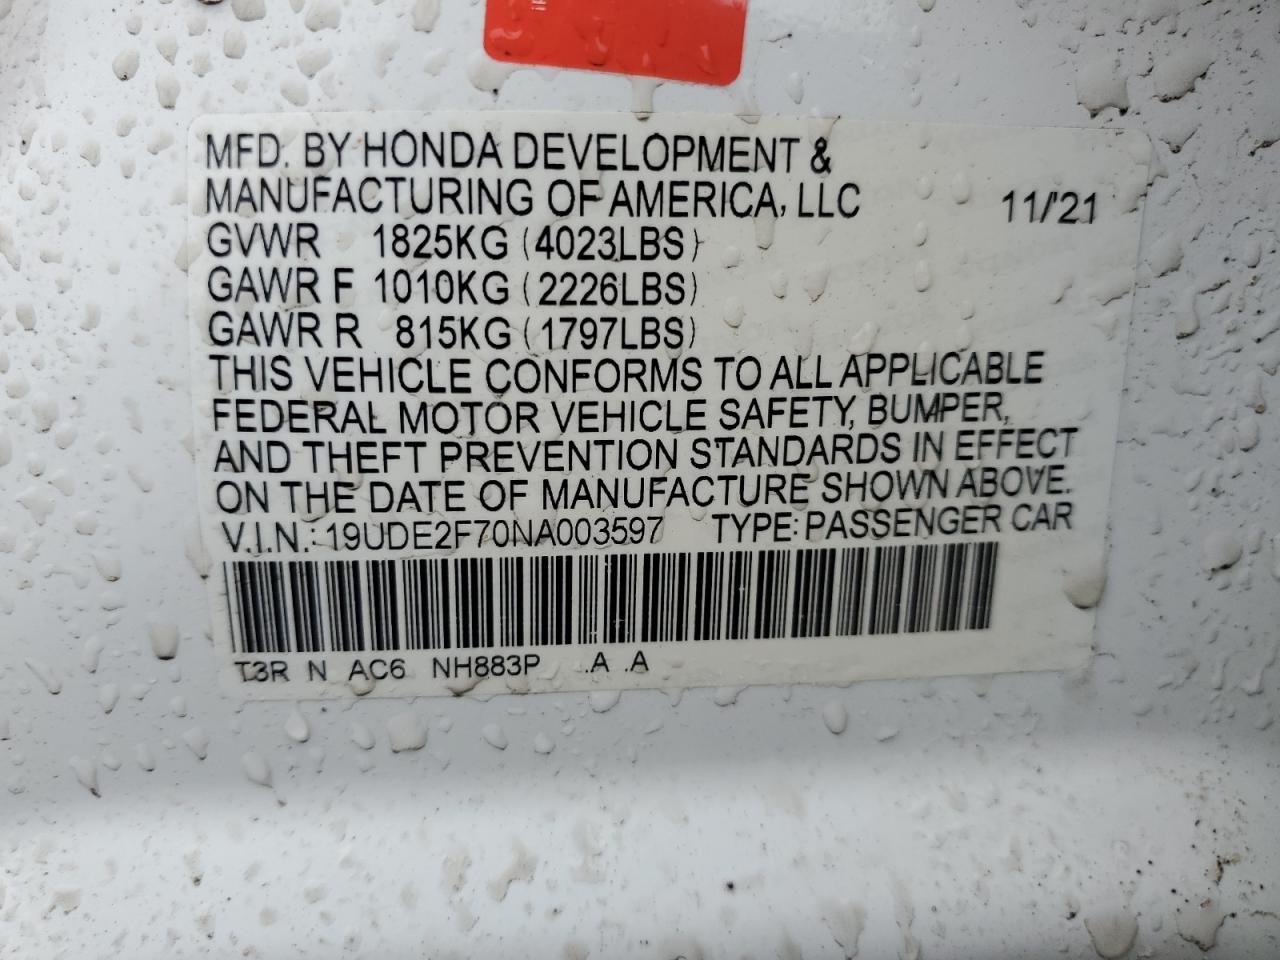 MFD. BY HONDA DEVELOPMENT &
MANUFACTURING OF AMERICA, LLC 11/'21
GVWR 1825KG (4023LBS)
GAWR F 1010KG (2226LBS)
GAWR R 815KG (1797LBS)
THIS VEHICLE CONFORMS TO ALL APPLICABLE
FEDERAL MOTOR VEHICLE SAFETY, BUMPER,
AND THEFT PREVENTION STANDARDS IN EFFECT
ON THE DATE OF MANUFACTURE SHOWN ABOVE.
V.I.N.: 19UDE2F70NA003597 TYPE: PASSENGER CAR
T3R N AC6 NH883P .A .A